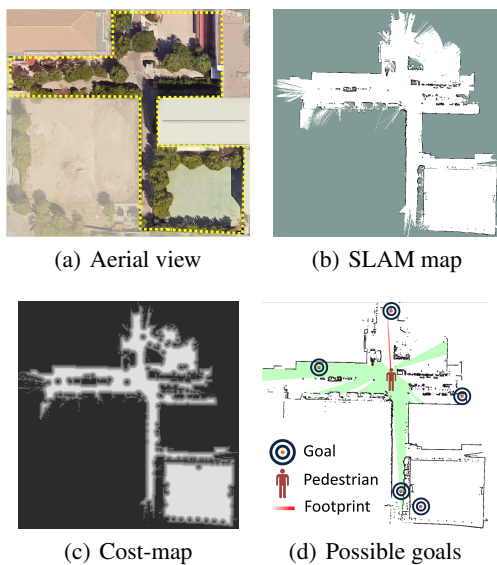 (a) Aerial view
(b) SLAM map
Goal
Pedestrian
Footprint
(c) Cost-map
(d) Possible goals